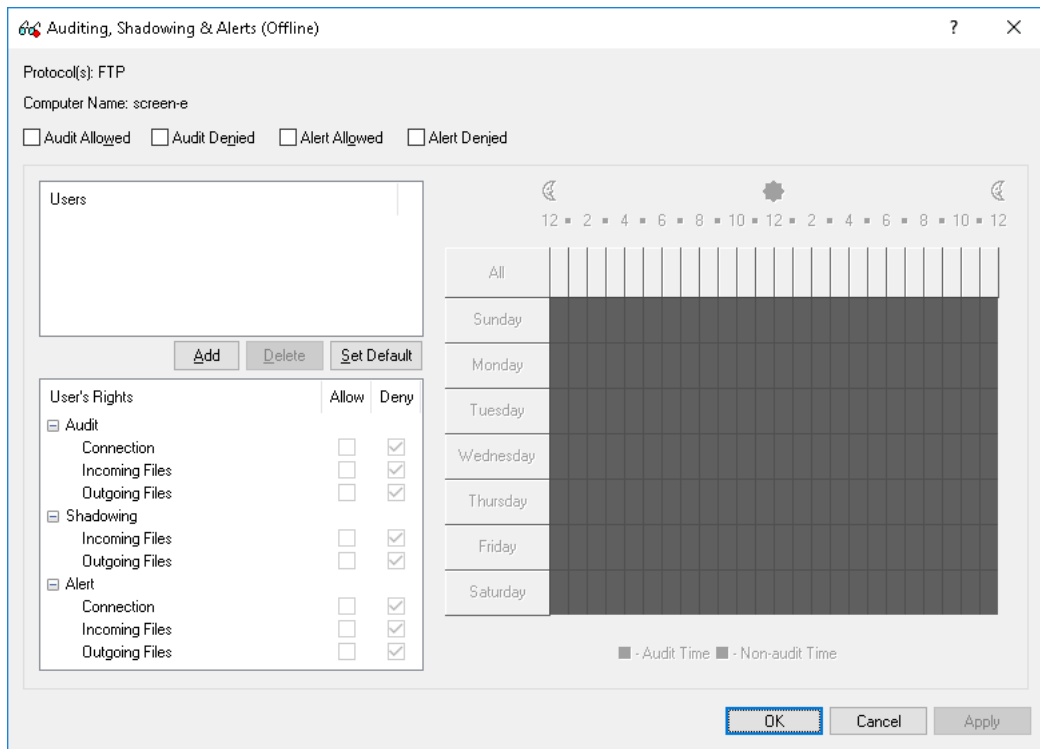 Auditing, Shadowing & Alerts (Offline)
?
Protocol(s): FTP
Computer Name: screen-e
Audit Allowed Audit Denied Alert Allowed Alert Denied
Users
Add Delete Set Default
User's Rights Allow Deny
Audit
Connection
Incoming Files
Outgoing Files
Shadowing
Incoming Files
Outgoing Files
Alert
Connection
Incoming Files
Outgoing Files
12 2 4 6 8 10 12 2 4 6 8 10 12
All
Sunday
Monday
Tuesday
Wednesday
Thursday
Friday
Saturday
- Audit Time - Non-audit Time
OK Cancel Apply